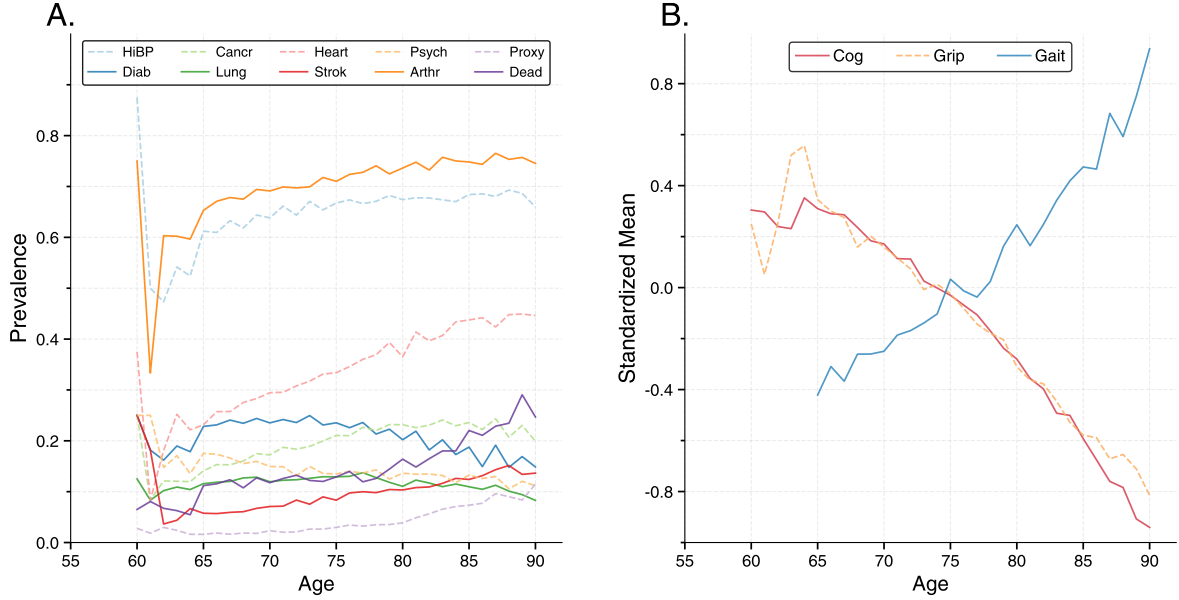 A.
HiBP Cancr Heart Psych Proxy
Diab Lung Strok Arthr Dead
Prevalence
0.8
0.6
0.4
0.2
0.0
55 60 65 70 75 80 85 90
Age
B.
Cog Grip Gait
Standardized Mean
0.8
0.4
0.0
-0.4
-0.8
55 60 65 70 75 80 85 90
Age